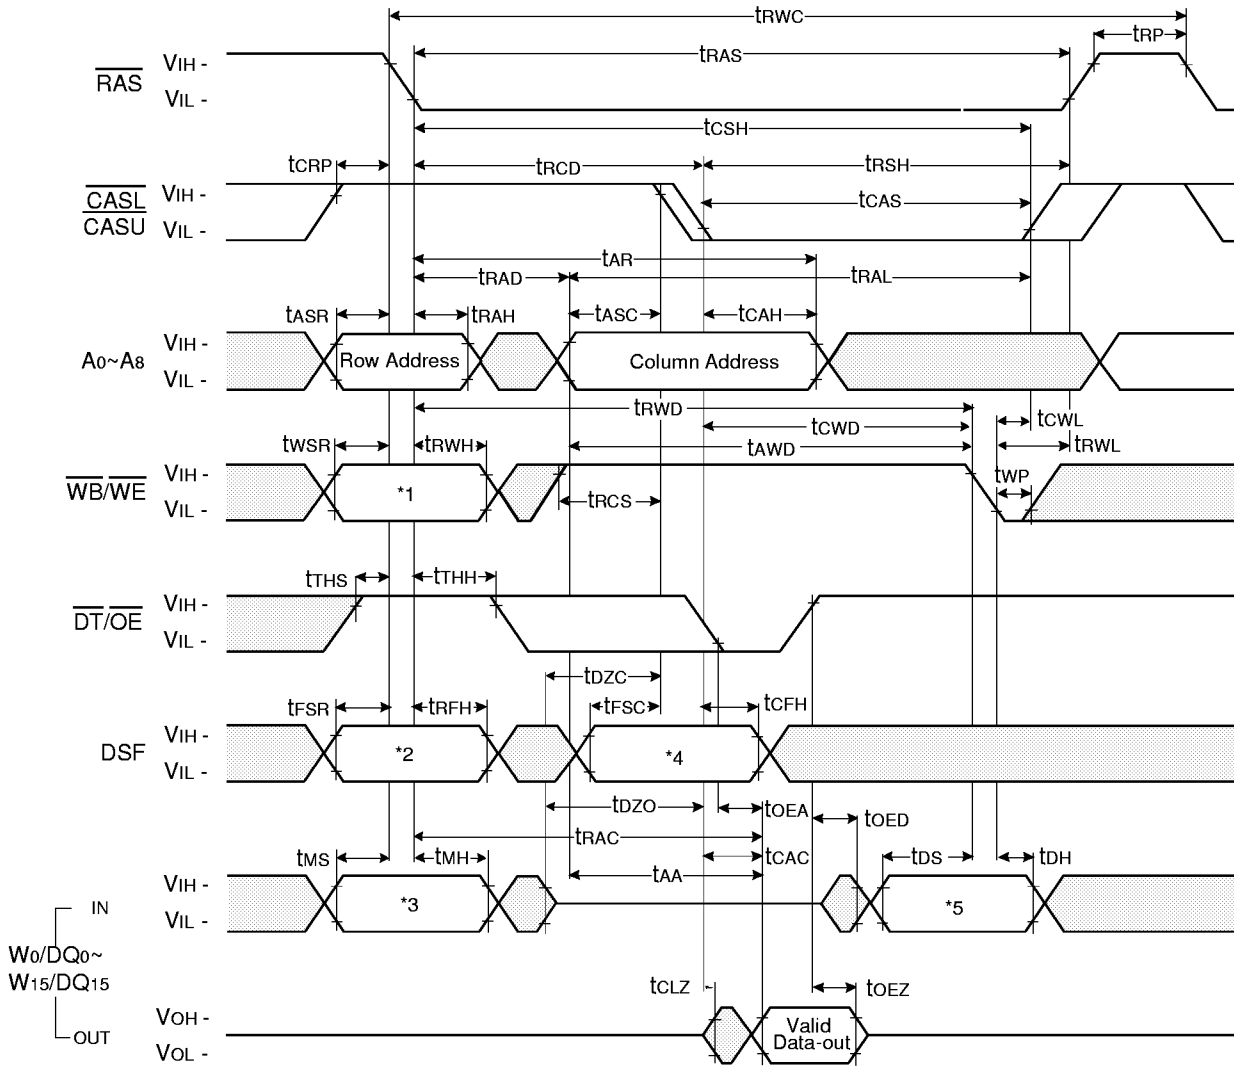 tRWC
tRP
RAS
VIH -
VIL -
tRAS
tCSH
tCRP
tRCD
tRSH
CASL
CASU
VIH -
VIL -
tCAS
tAR
tRAD
tRAL
tASR
tRAH
tASC
tCAH
A0~A8
VIH -
VIL -
Row Address
Column Address
tRWD
tCWL
tCWD
tWSR
tRWH
tAWD
tRWL
WB/WE
VIH -
VIL -
*1
tRCS
tWP
tTHS
tTHH
DT/OE
VIH -
VIL -
tDZC
tFSR
tRFH
tFSC
tCFH
DSF
VIH -
VIL -
*2
*4
tDZO
tOEA
tOED
tRAC
tMS
tMH
tCAC
tDS
tDH
tAA
VIH -
VIL -
*3
*5
IN
W0/DQ0~
W15/DQ15
OUT
tCLZ
tOEZ
VOH -
VOL -
Valid
Data-out